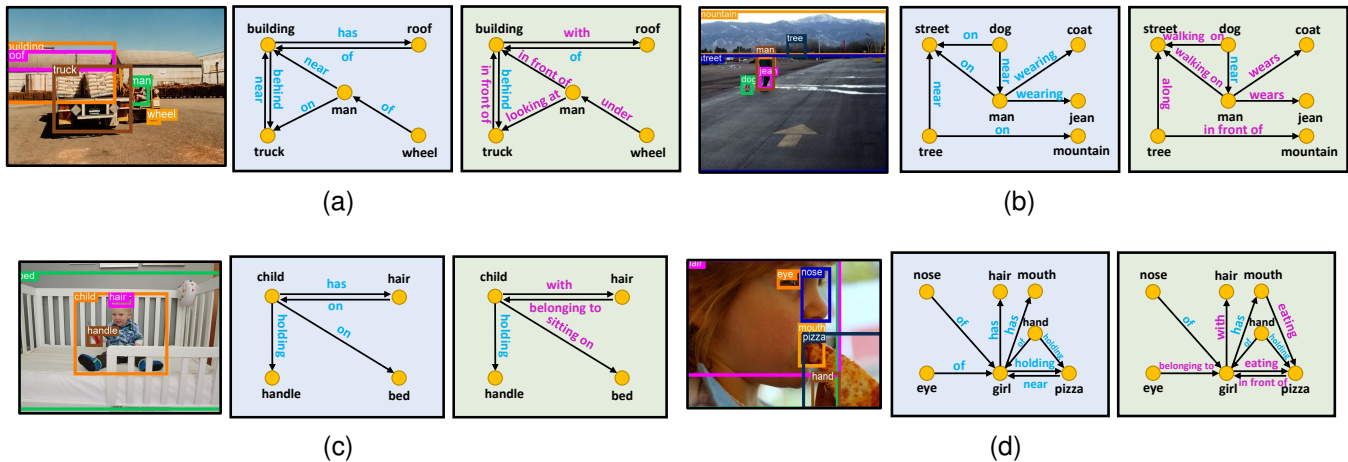 building
roof
truck
man
wheel
building
has
roof
of
near
behind
near
on
man
of
truck
wheel
building
with
roof
of
in front of
in front of
behind
looking at
man
under
truck
wheel
(a)
mountain
tree
street
man
jean
dog
street
dog
coat
on
on
near
wearing
near
wearing
man
jean
on
tree
mountain
street
dog
coat
walking on
walking on
near
wears
along
wears
man
jean
in front of
tree
mountain
(b)
bed
child
hair
handle
child
hair
has
on
holding
on
handle
bed
child
hair
with
belonging to
holding
sitting on
handle
bed
(c)
hair
eye
nose
mouth
pizza
hand
nose
hair
mouth
hand
of
has
has
of
holding
of
holding
near
eye
girl
pizza
nose
hair
mouth
hand
of
with
has
eating
of
holding
belonging to
eating
in front of
eye
girl
pizza
(d)